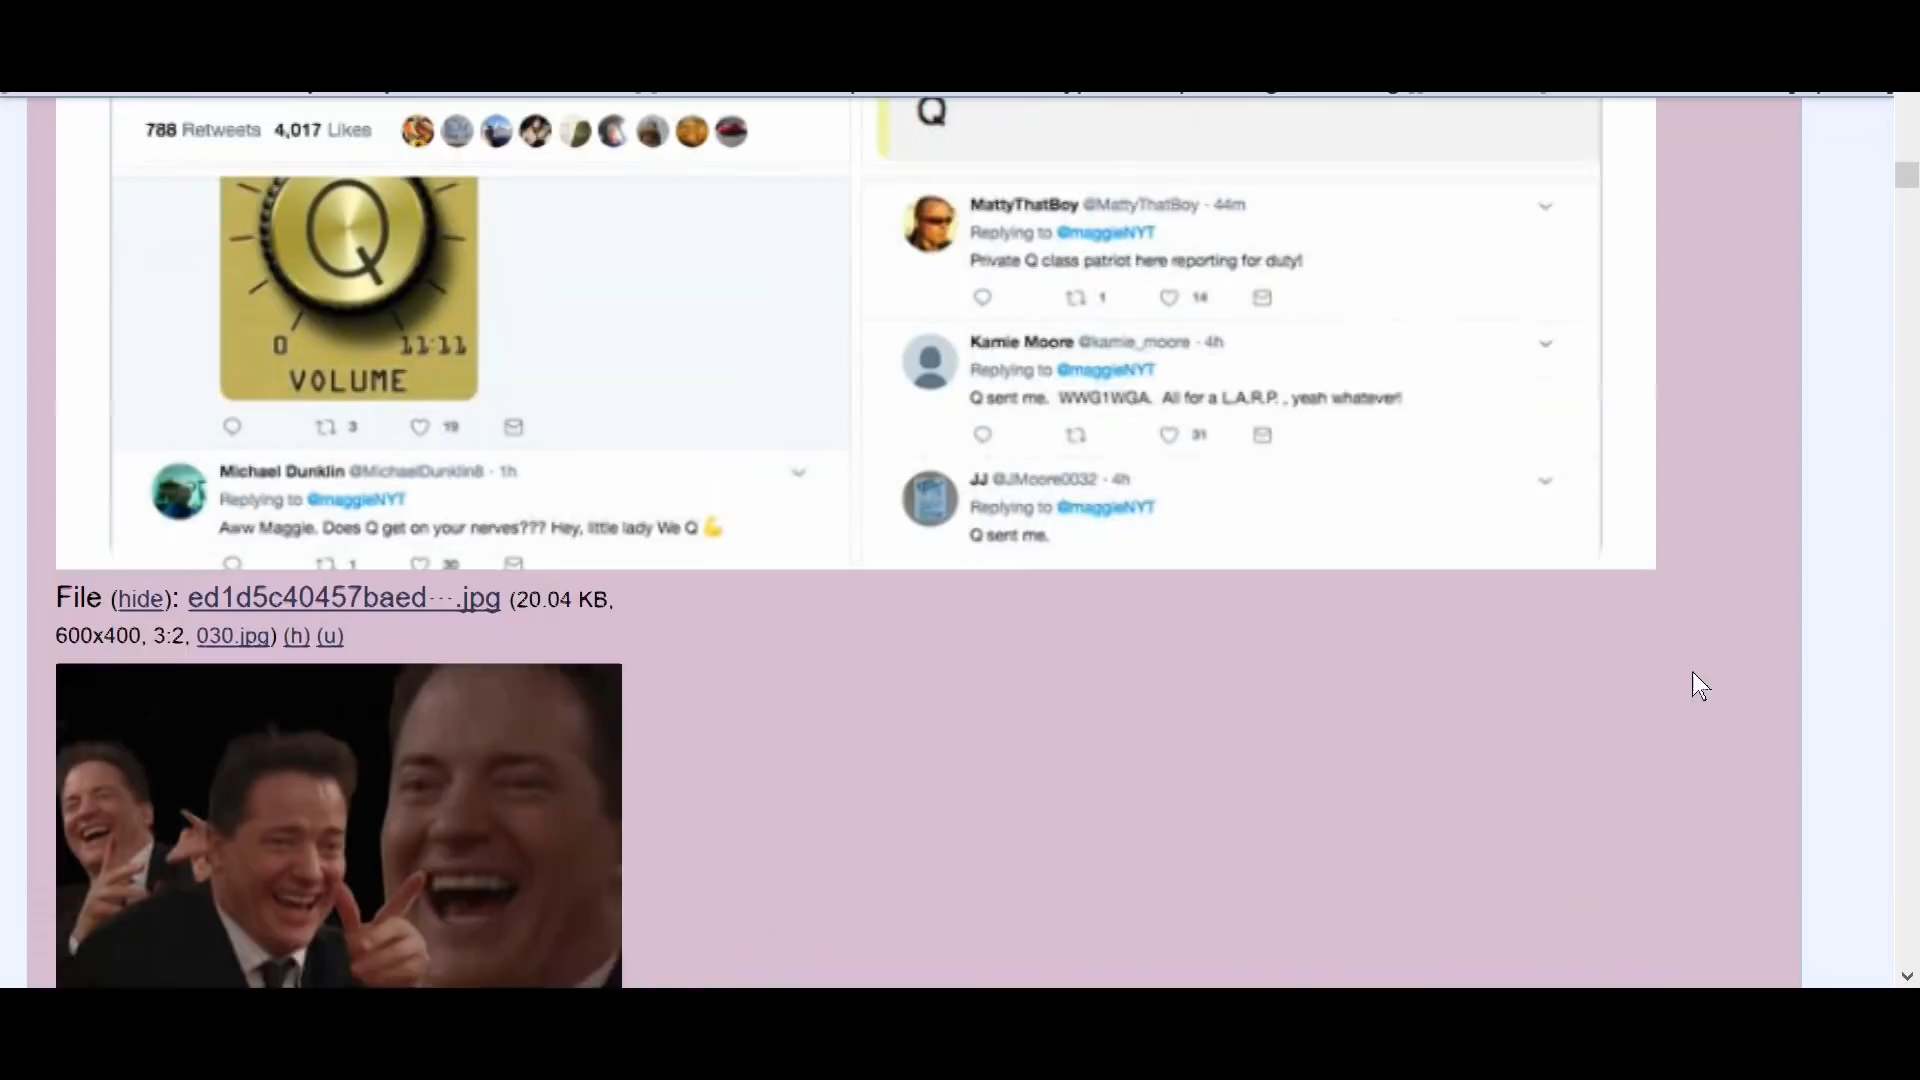 788 Retweets 4,017 Likes
Q
0 11:11
VOLUME
3 19
Michael Dunklin @MichaelDunklin8 · 1h
Replying to @maggieNYT
Aww Maggie. Does Q get on your nerves??? Hey, little lady We Q 💪
1 30
Q
MattyThatBoy @MattyThatBoy · 44m
Replying to @maggieNYT
Private Q class patriot here reporting for duty!
1 18
Kamie Moore @kamie_moore · 4h
Replying to @maggieNYT
Q sent me. WWG1WGA. All for a L.A.R.P. , yeah whatever!
31
JJ @JMoore0032 · 4h
Replying to @maggieNYT
Q sent me.
File (hide): ed1d5c40457baed⋯.jpg (20.04 KB,
600x400, 3:2, 030.jpg) (h) (u)